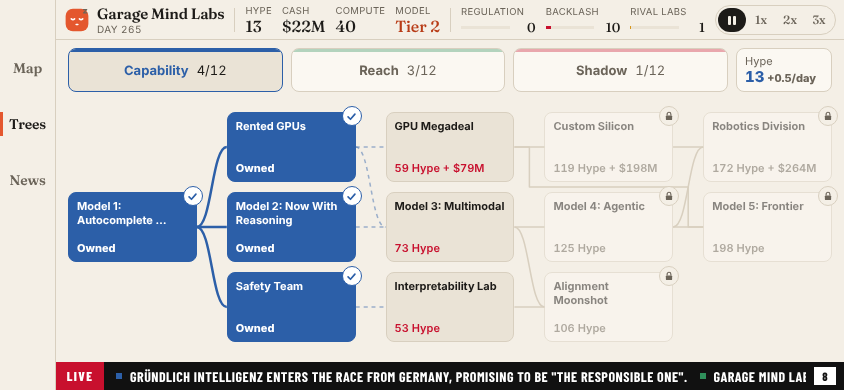 Garage Mind Labs
DAY 265
HYPE
13
CASH
$22M
COMPUTE
40
MODEL
Tier 2
REGULATION
0
BACKLASH
10
RIVAL LABS
1
1x 2x 3x
Map
Trees
News
Capability 4/12
Reach 3/12
Shadow 1/12
Hype
13 +0.5/day
Rented GPUs
Owned
GPU Megadeal
59 Hype + $79M
Custom Silicon
119 Hype + $198M
Robotics Division
172 Hype + $264M
Model 1:
Autocomplete ...
Owned
Model 2: Now With
Reasoning
Owned
Model 3: Multimodal
73 Hype
Model 4: Agentic
125 Hype
Model 5: Frontier
198 Hype
Safety Team
Owned
Interpretability Lab
53 Hype
Alignment
Moonshot
106 Hype
LIVE
GRÜNDLICH INTELLIGENZ ENTERS THE RACE FROM GERMANY, PROMISING TO BE "THE RESPONSIBLE ONE". GARAGE MIND
8